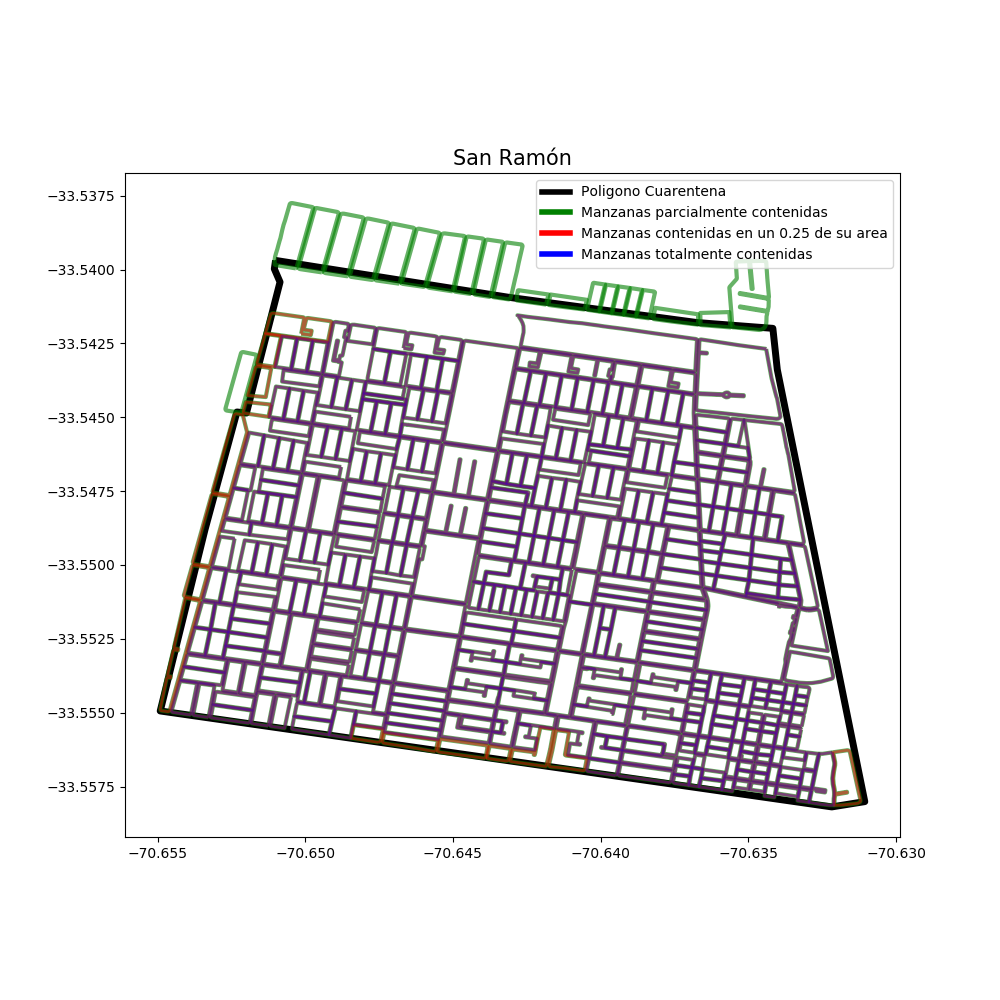 San Ramón
Poligono Cuarentena
Manzanas parcialmente contenidas
Manzanas contenidas en un 0.25 de su area
Manzanas totalmente contenidas
−33.5375
−33.5400
−33.5425
−33.5450
−33.5475
−33.5500
−33.5525
−33.5550
−33.5575
−70.655 −70.650 −70.645 −70.640 −70.635 −70.630